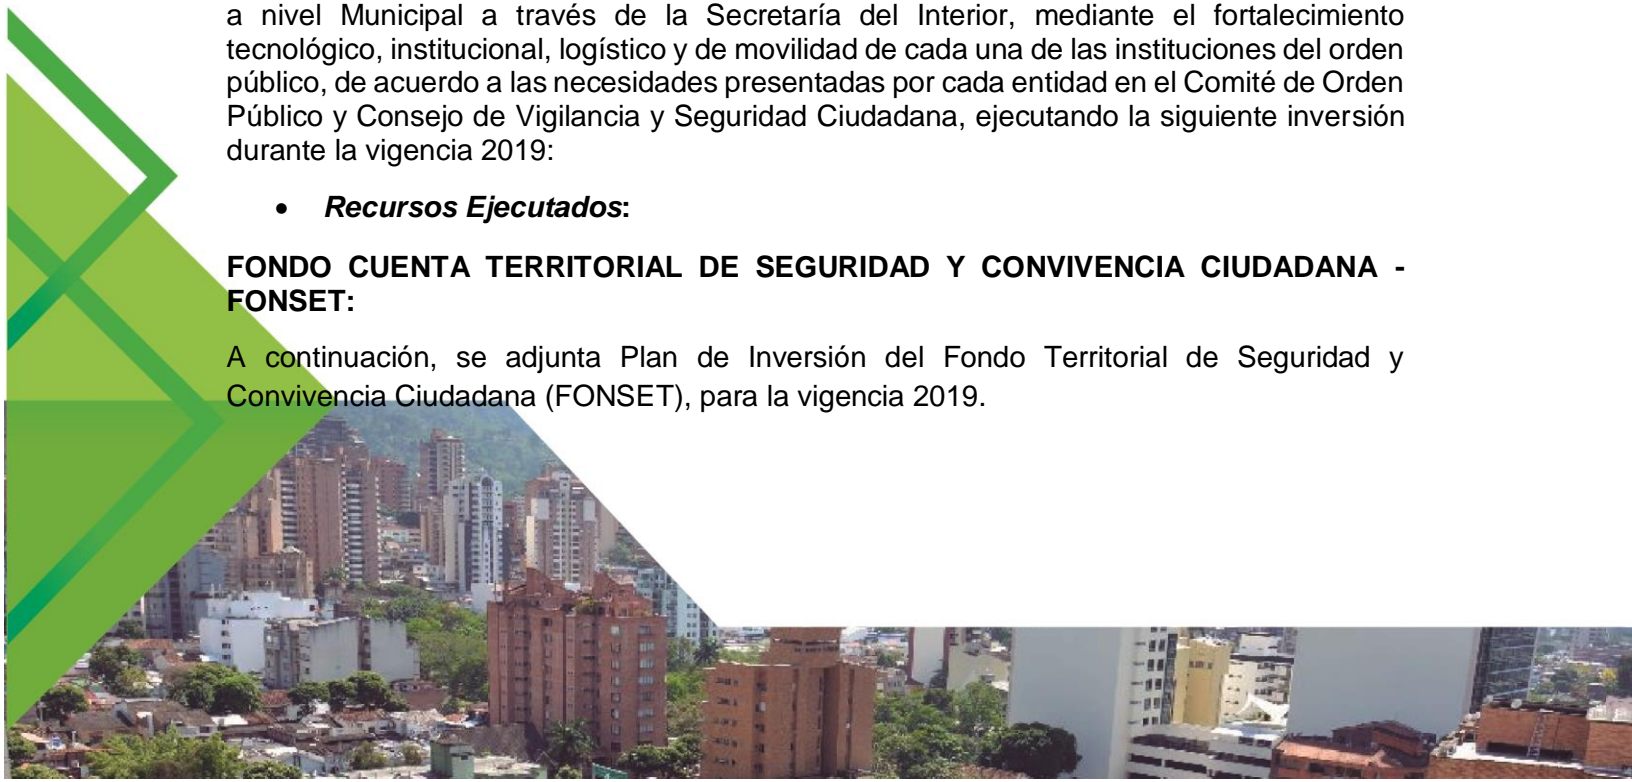 a nivel Municipal a través de la Secretaría del Interior, mediante el fortalecimiento
tecnológico, institucional, logístico y de movilidad de cada una de las instituciones del orden
público, de acuerdo a las necesidades presentadas por cada entidad en el Comité de Orden
Público y Consejo de Vigilancia y Seguridad Ciudadana, ejecutando la siguiente inversión
durante la vigencia 2019:
• Recursos Ejecutados:
FONDO CUENTA TERRITORIAL DE SEGURIDAD Y CONVIVENCIA CIUDADANA -
FONSET:
A continuación, se adjunta Plan de Inversión del Fondo Territorial de Seguridad y
Convivencia Ciudadana (FONSET), para la vigencia 2019.